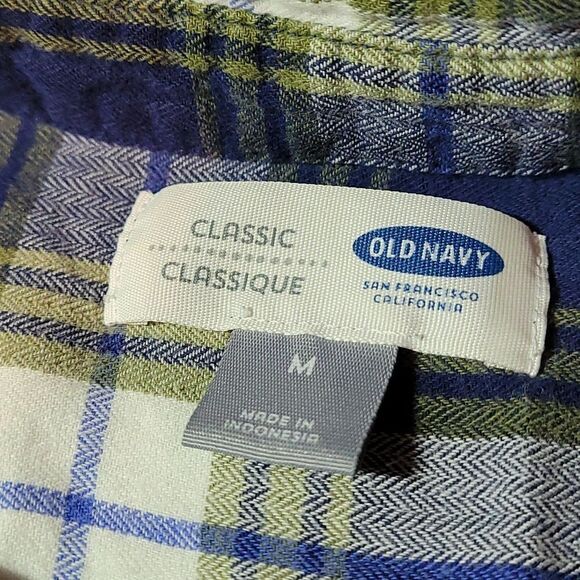 CLASSIC
CLASSIQUE
OLD NAVY
SAN FRANCISCO
CALIFORNIA
M
MADE IN
INDONESIA